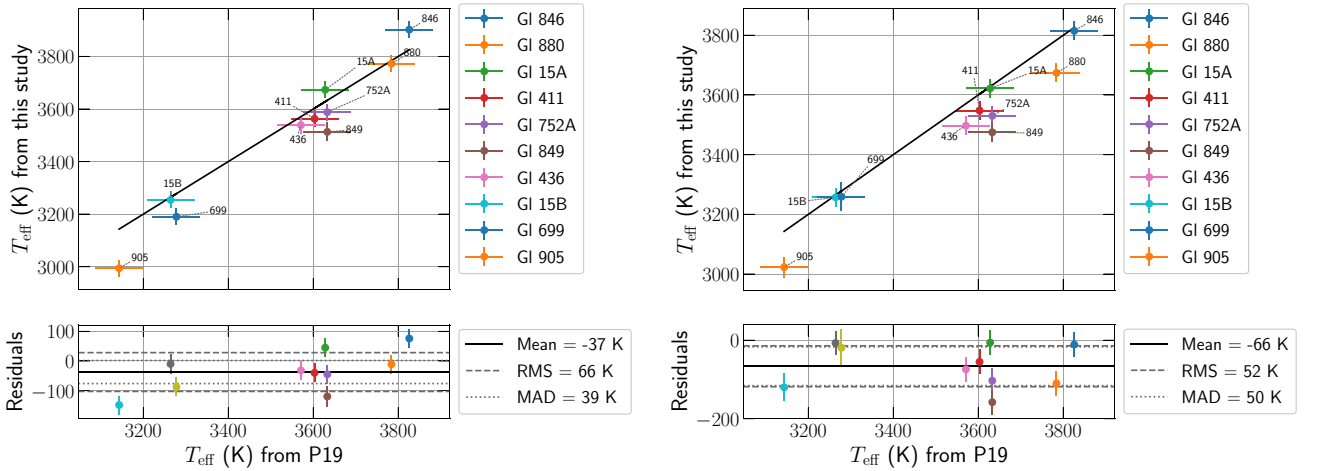 T_eff (K) from this study
3800
3600
3400
3200
3000
846
880
15A
411
752A
436
849
15B
699
905
Gl 846
Gl 880
Gl 15A
Gl 411
Gl 752A
Gl 849
Gl 436
Gl 15B
Gl 699
Gl 905
Residuals
100
0
−100
3200 3400 3600 3800
T_eff (K) from P19
Mean = -37 K
RMS = 66 K
MAD = 39 K
T_eff (K) from this study
3800
3600
3400
3200
3000
846
880
411
15A
752A
436
849
699
15B
905
Gl 846
Gl 880
Gl 15A
Gl 411
Gl 752A
Gl 849
Gl 436
Gl 15B
Gl 699
Gl 905
Residuals
0
−200
3200 3400 3600 3800
T_eff (K) from P19
Mean = -66 K
RMS = 52 K
MAD = 50 K